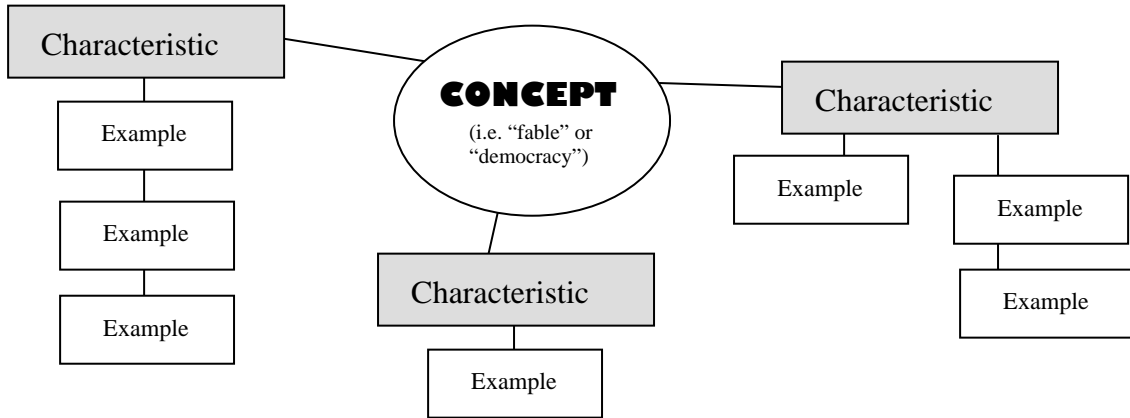 Characteristic
Example
Example
Example
CONCEPT
(i.e. “fable” or
“democracy”)
Characteristic
Example
Characteristic
Example
Example
Example